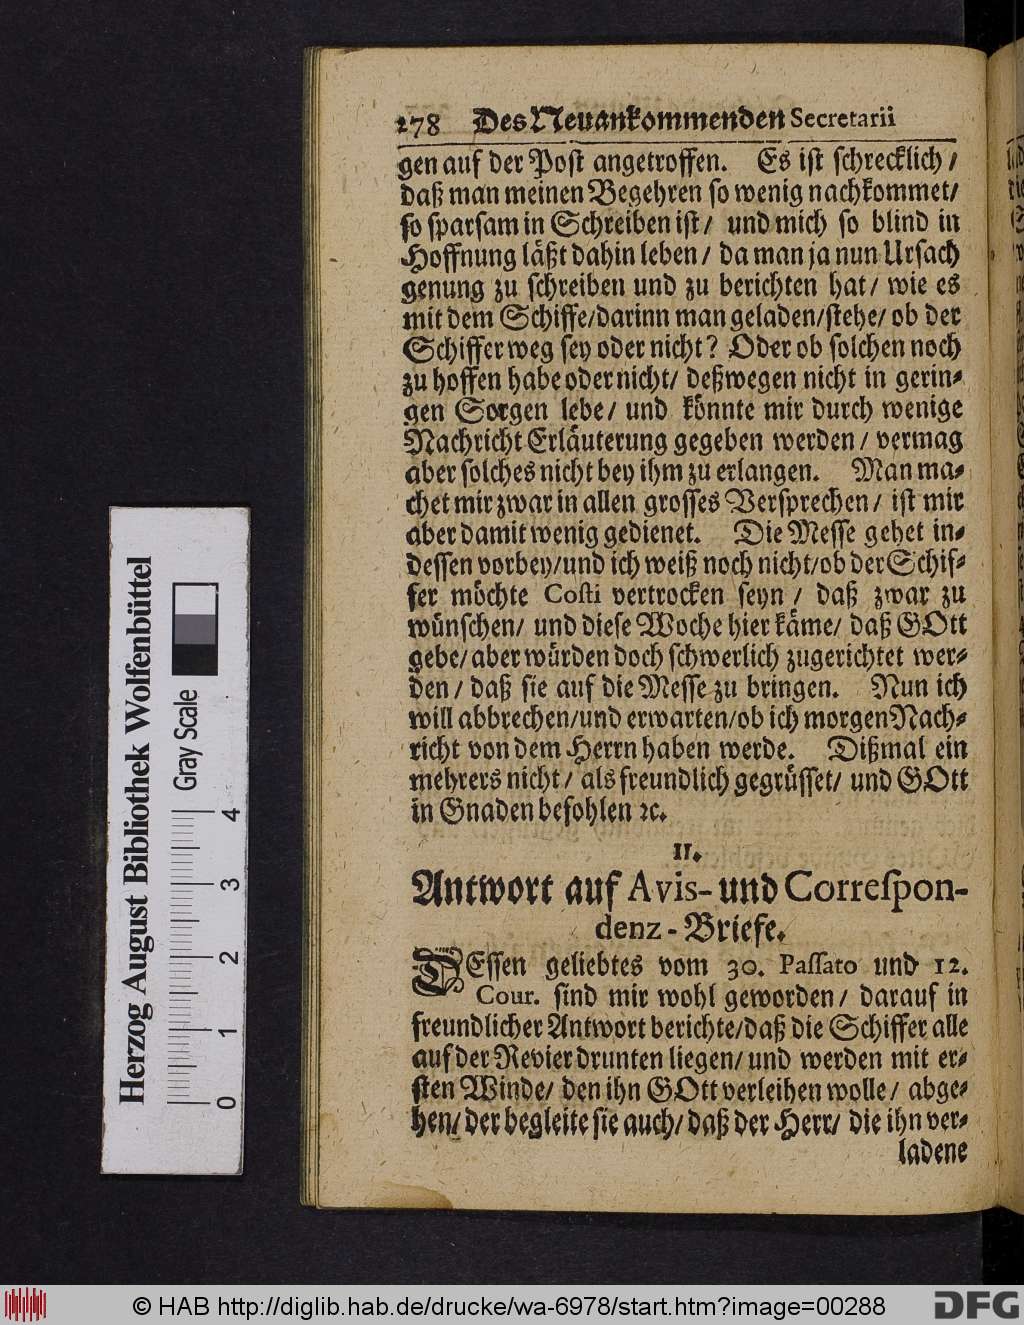 278 Des Neuankommenden Secretarii
gen auf der Post angetroffen. Es ist schrecklich /
daß man meinen Begehren so wenig nachkommet/
so sparsam in Schreiben ist / und mich so blind in
Hoffnung läßt dahin leben / da man ja nun Ursach
genung zu schreiben und zu berichten hat / wie es
mit dem Schiffe/darinn man geladen/stehe/ ob der
Schiffer weg sey oder nicht? Oder ob solchen noch
zu hoffen habe oder nicht/ deßwegen nicht in gerin-
gen Sorgen lebe / und könnte mir durch wenige
Nachricht Erläuterung gegeben werden / vermag
aber solches nicht bey ihm zu erlangen. Man ma-
chet mir zwar in allen grosses Versprechen / ist mir
aber damit wenig gedienet. Die Messe gehet in-
dessen vorbey/und ich weiß noch nicht/ob der Schif-
fer möchte Costi vertrocken seyn / daß zwar zu
wünschen/ und diese Woche hier käme/ daß GOtt
gebe/ aber würden doch schwerlich zugerichtet wer-
den / daß sie auf die Messe zu bringen. Nun ich
will abbrechen/und erwarten/ob ich morgen Nach-
richt von dem Herrn haben werde. Dißmal ein
mehrers nicht / als freundlich gegrüsset/ und GOtt
in Gnaden befohlen ꝛc.
11.
Antwort auf Avis- und Correspon-
denz-Briefe.
DEssen geliebtes vom 30. Passato und 12.
Cour. sind mir wohl geworden / darauf in
freundlicher Antwort berichte/daß die Schiffer alle
auf der Revier drunten liegen/ und werden mit er-
sten Winde/ den ihn GOtt verleihen wolle / abge-
hen/ der begleite sie auch/ daß der Herr/ die ihn ver-
ladene
Herzog August Bibliothek Wolfenbüttel
Gray Scale
0 1 2 3 4
© HAB http://diglib.hab.de/drucke/wa-6978/start.htm?image=00288
DFG